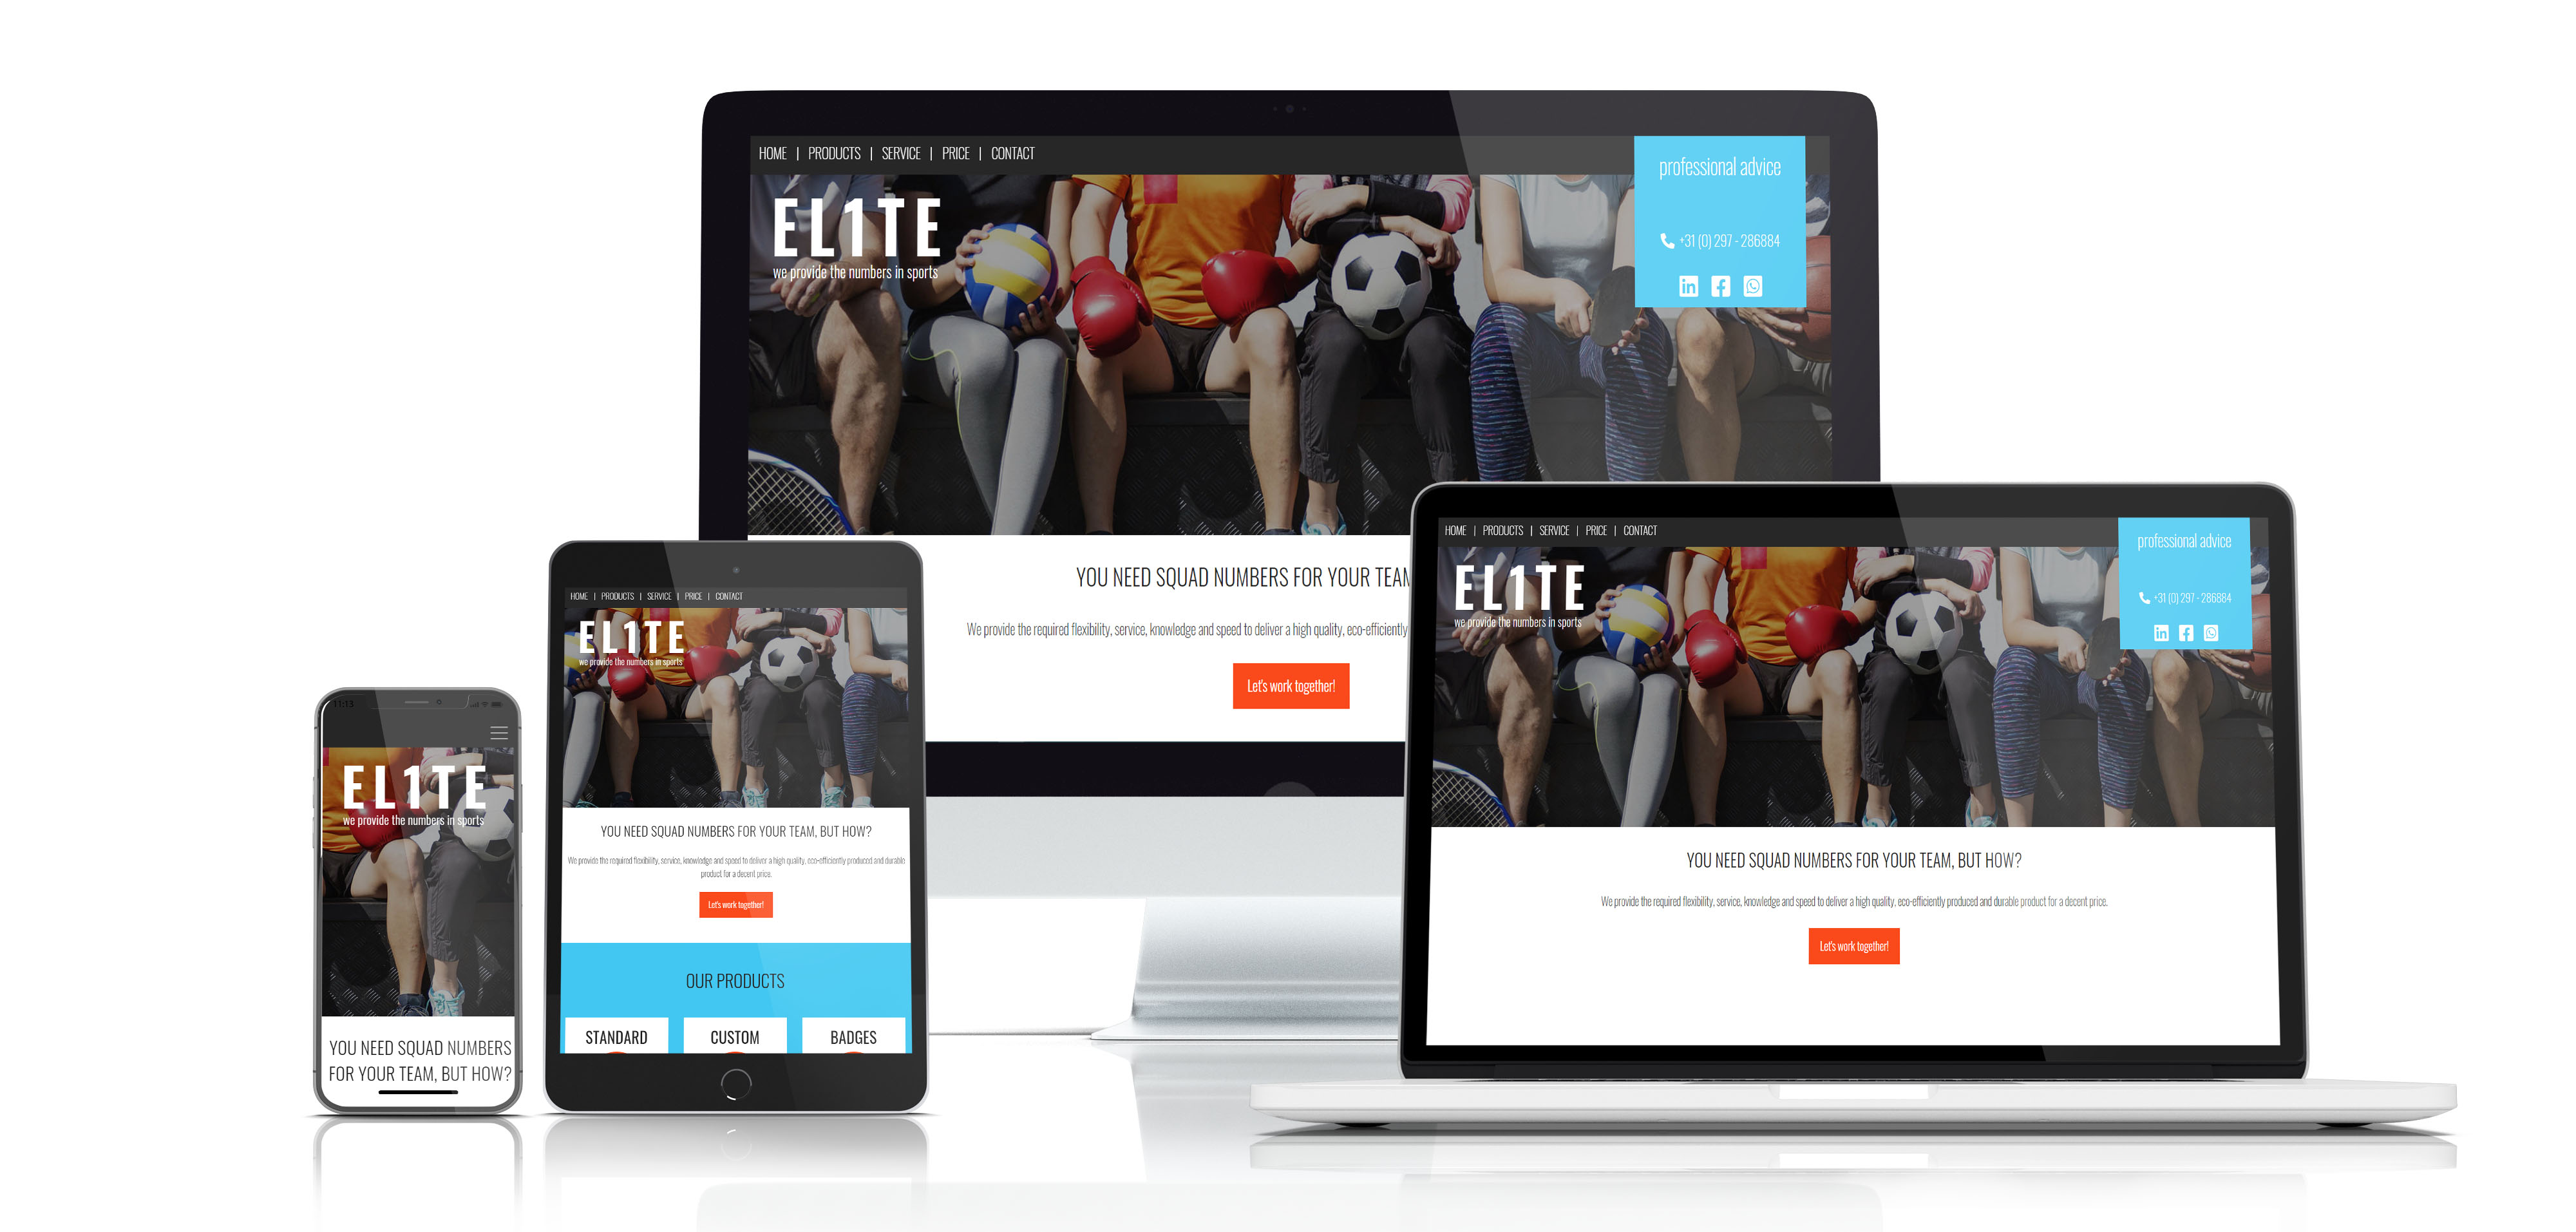 HOME | PRODUCTS | SERVICE | PRICE | CONTACT
professional advice
EL1TE
we provide the numbers in sports
+31 (0) 297 - 286884
YOU NEED SQUAD NUMBERS FOR YOUR TEAM
We provide the required flexibility, service, knowledge and speed to deliver a high quality, eco-efficiently
Let's work together!
HOME | PRODUCTS | SERVICE | PRICE | CONTACT
professional advice
EL1TE
we provide the numbers in sports
+31 (0) 297 - 286884
YOU NEED SQUAD NUMBERS FOR YOUR TEAM, BUT HOW?
We provide the required flexibility, service, knowledge and speed to deliver a high quality, eco-efficiently produced and durable product for a decent price.
Let's work together!
HOME | PRODUCTS | SERVICE | PRICE | CONTACT
EL1TE
we provide the numbers in sports
YOU NEED SQUAD NUMBERS FOR YOUR TEAM, BUT HOW?
We provide the required flexibility, service, knowledge and speed to deliver a high quality, eco-efficiently produced and durable
product for a decent price.
Let's work together!
OUR PRODUCTS
STANDARD
CUSTOM
BADGES
11:13
EL1TE
we provide the numbers in sports
YOU NEED SQUAD NUMBERS
FOR YOUR TEAM, BUT HOW?